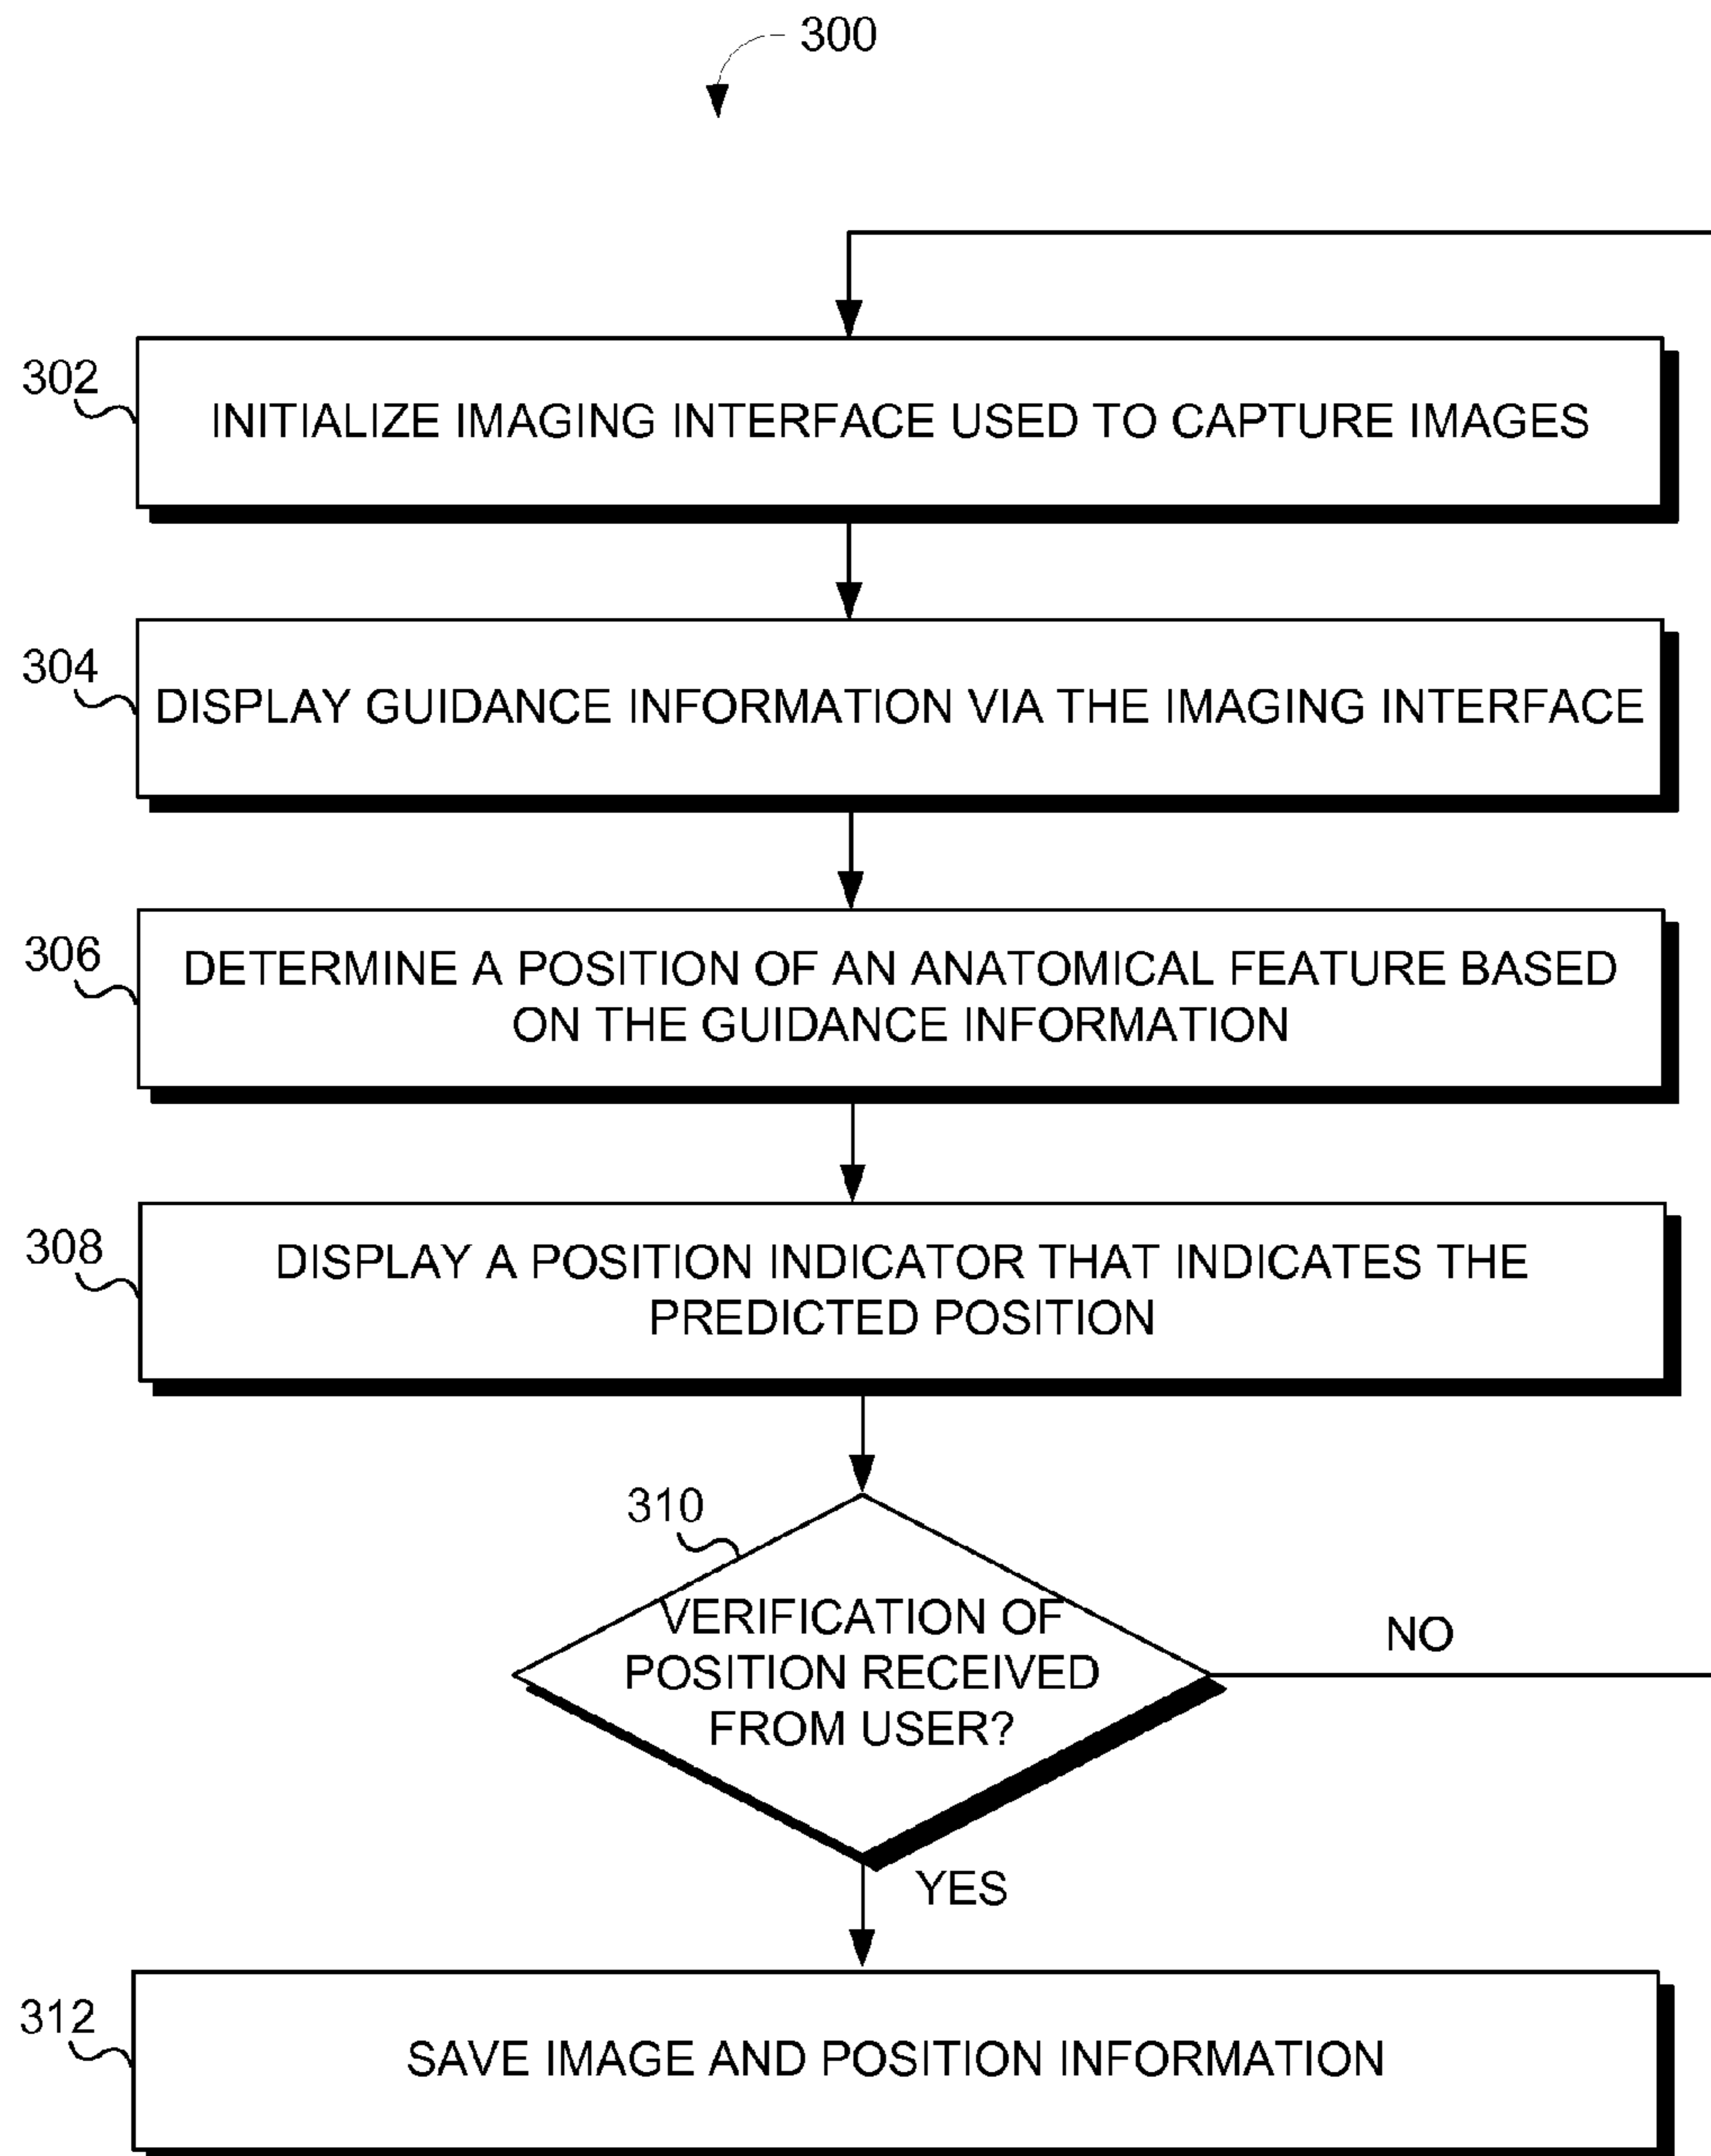 300
302
INITIALIZE IMAGING INTERFACE USED TO CAPTURE IMAGES
304
DISPLAY GUIDANCE INFORMATION VIA THE IMAGING INTERFACE
306
DETERMINE A POSITION OF AN ANATOMICAL FEATURE BASED
ON THE GUIDANCE INFORMATION
308
DISPLAY A POSITION INDICATOR THAT INDICATES THE
PREDICTED POSITION
310
VERIFICATION OF
POSITION RECEIVED
FROM USER?
NO
YES
312
SAVE IMAGE AND POSITION INFORMATION